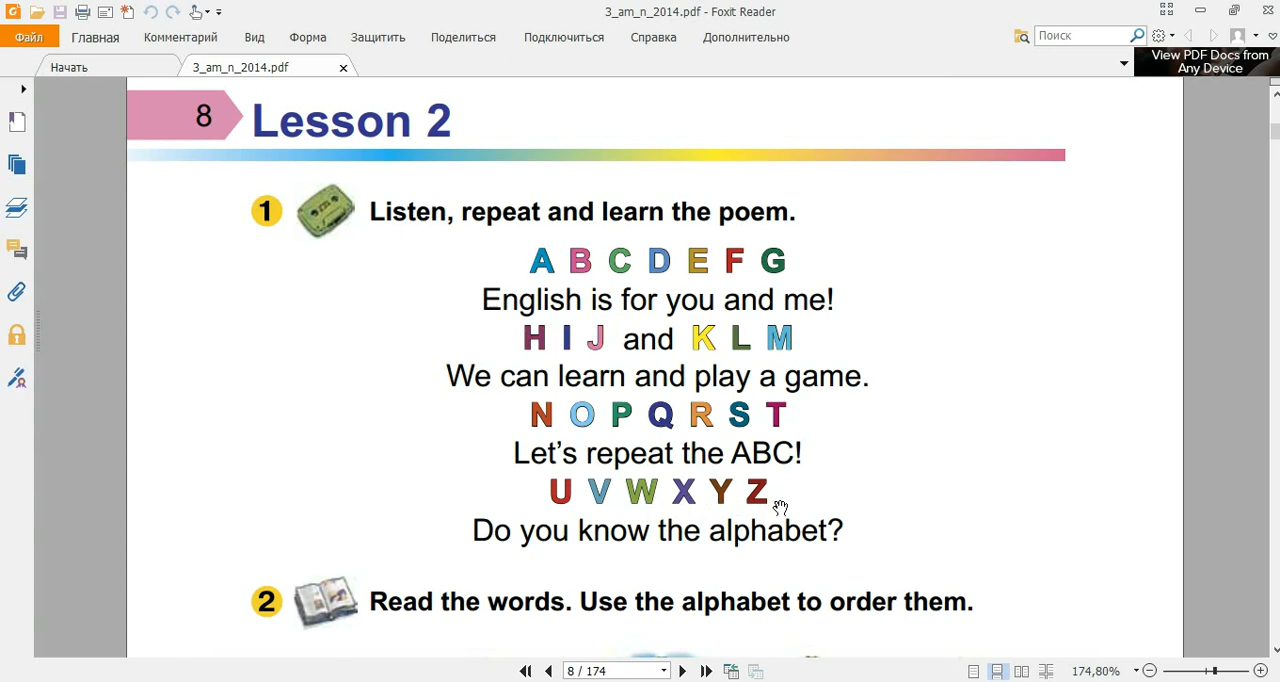 3_am_n_2014.pdf - Foxit Reader
Файл Главная Комментарий Вид Форма Защитить Поделиться Подключиться Справка Дополнительно Поиск
Начать 3_am_n_2014.pdf View PDF Docs from
Any Device
8 Lesson 2
1 Listen, repeat and learn the poem.
A B C D E F G
English is for you and me!
H I J and K L M
We can learn and play a game.
N O P Q R S T
Let's repeat the ABC!
U V W X Y Z
Do you know the alphabet?
2 Read the words. Use the alphabet to order them.
8 / 174 174,80%